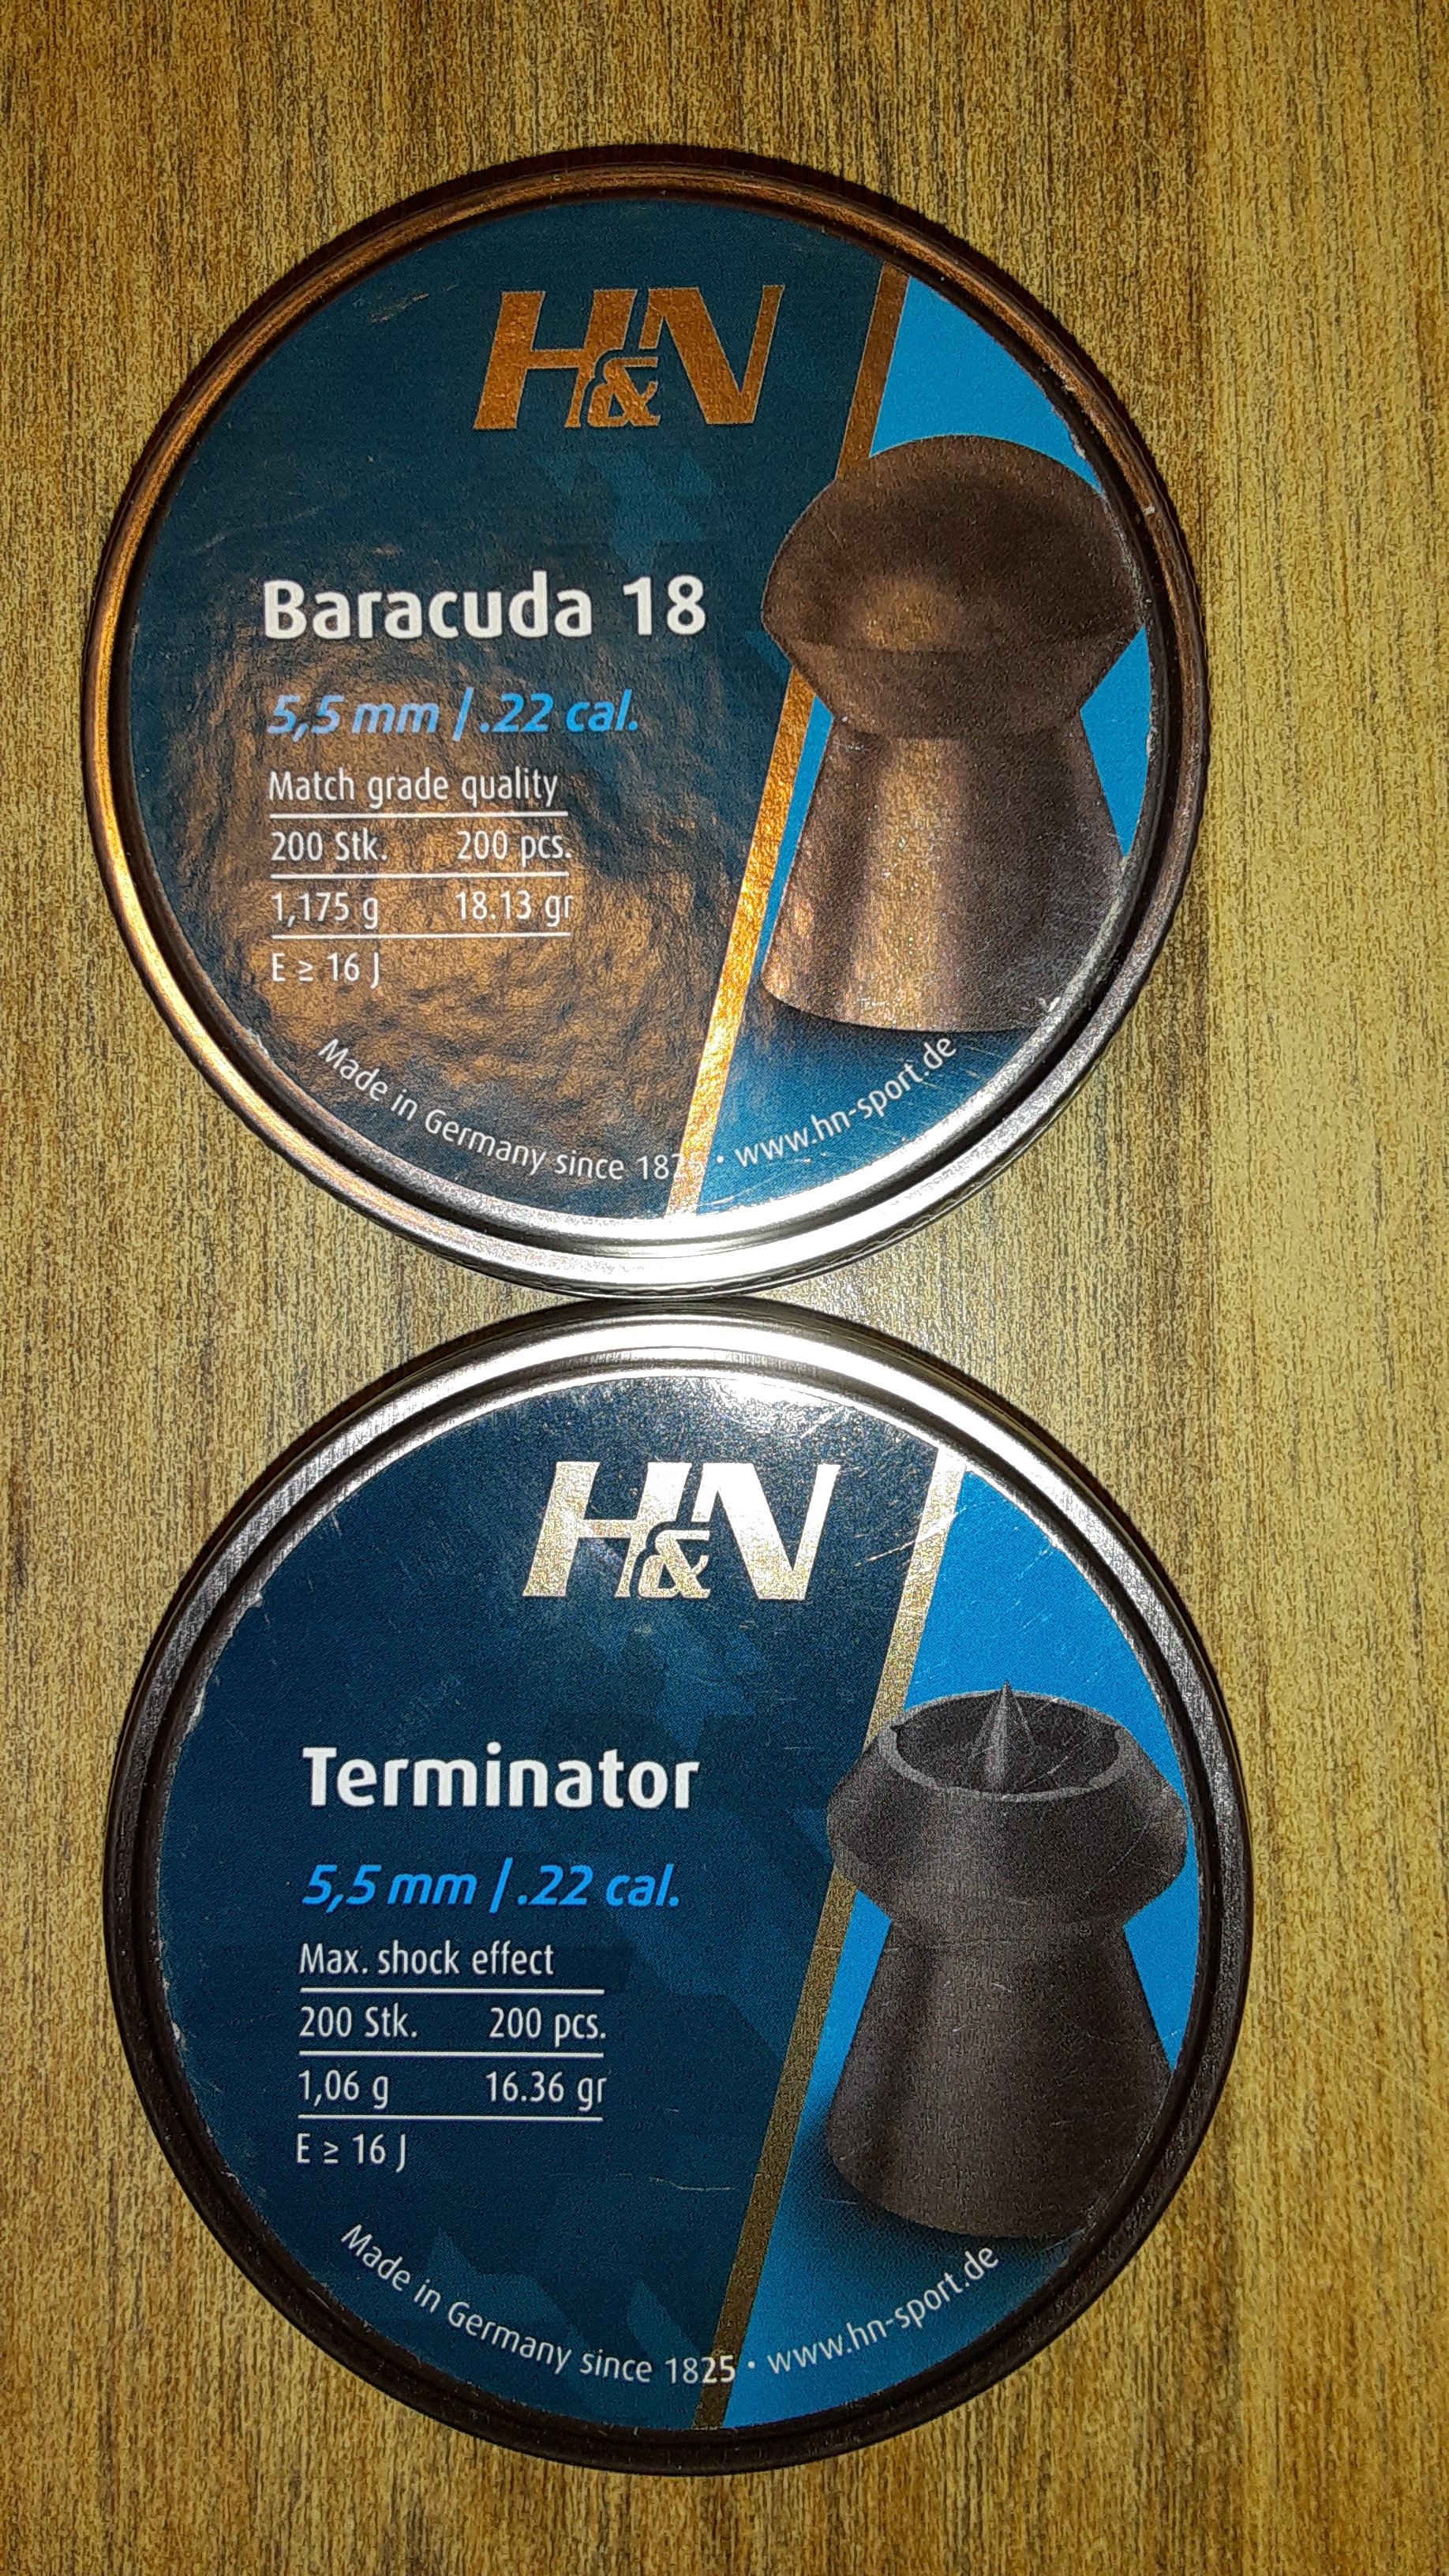 H&N
Baracuda 18
5,5 mm / .22 cal.
Match grade quality
200 Stk. 200 pcs.
1,175 g 18.13 gr
E ≥ 16 J
Made in Germany since 1825 • www.hn-sport.de
H&N
Terminator
5,5 mm / .22 cal.
Max. shock effect
200 Stk. 200 pcs.
1,06 g 16.36 gr
E ≥ 16 J
Made in Germany since 1825 • www.hn-sport.de